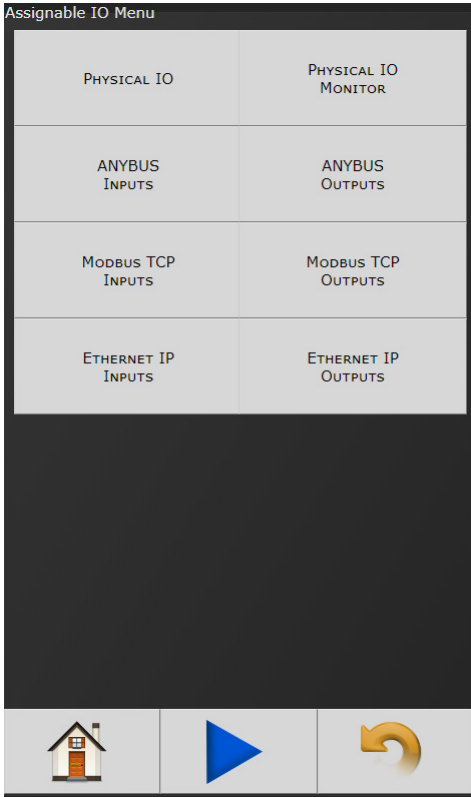 Assignable IO Menu
Physical IO
Physical IO
Monitor
ANYBUS
Inputs
ANYBUS
Outputs
Modbus TCP
Inputs
Modbus TCP
Outputs
Ethernet IP
Inputs
Ethernet IP
Outputs